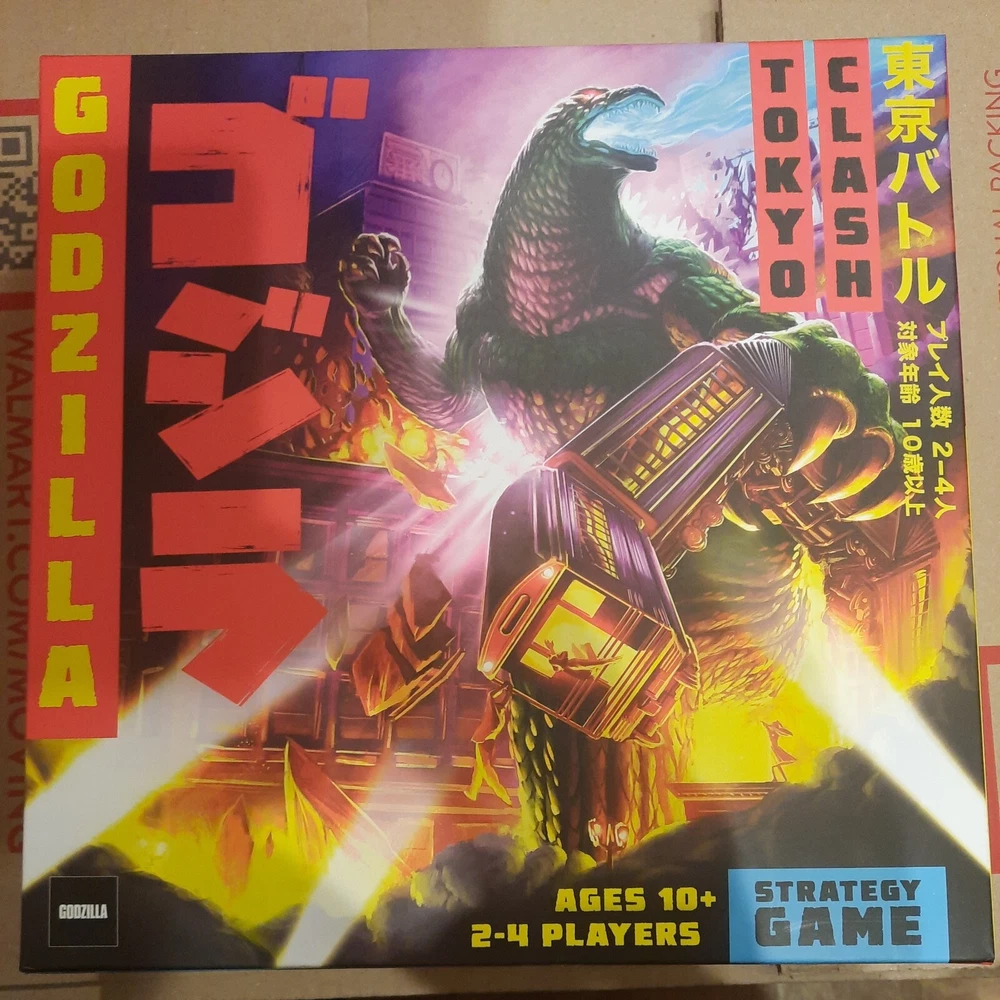 GODZILLA
ゴジラ
TOKYO
CLASH
東京バトル
プレイ人数 2-4人
対象年齢 10歳以上
AGES 10+
2-4 PLAYERS
STRATEGY
GAME
GODZILLA
WALMART.COM/MOVING
PACKING